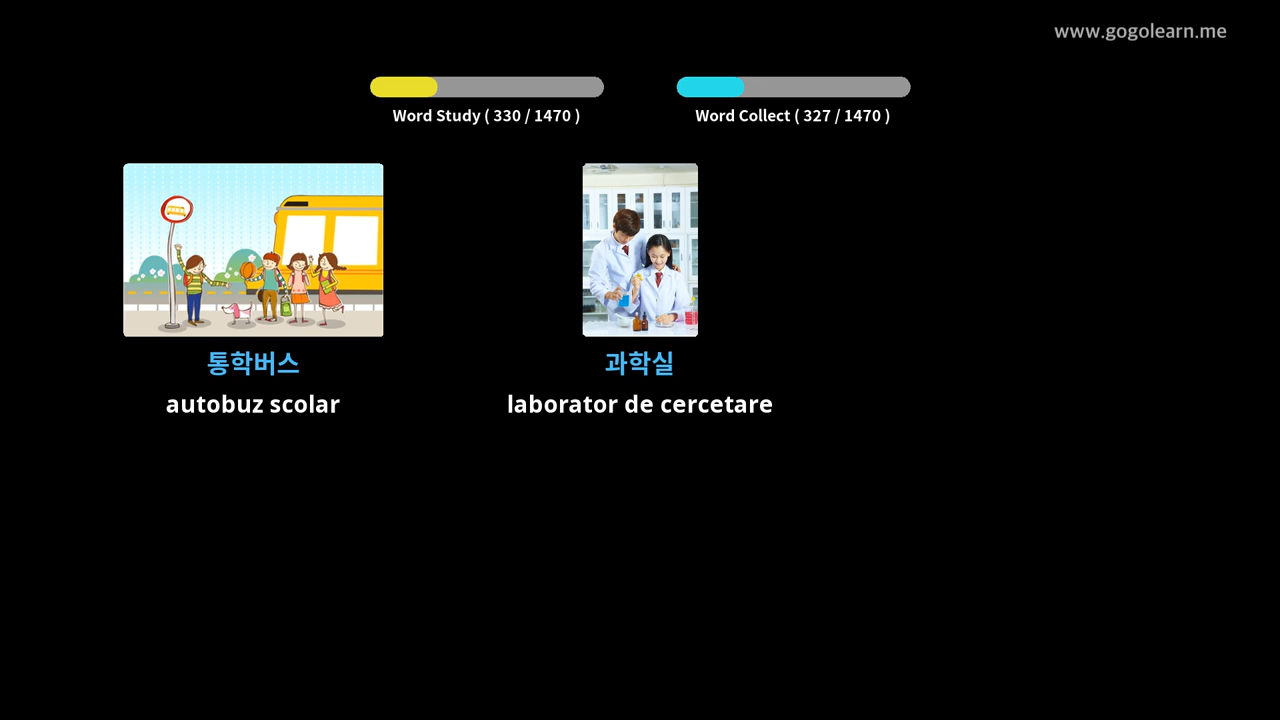 www.gogolearn.me
Word Study ( 330 / 1470 )
Word Collect ( 327 / 1470 )
통학버스
과학실
autobuz scolar
laborator de cercetare